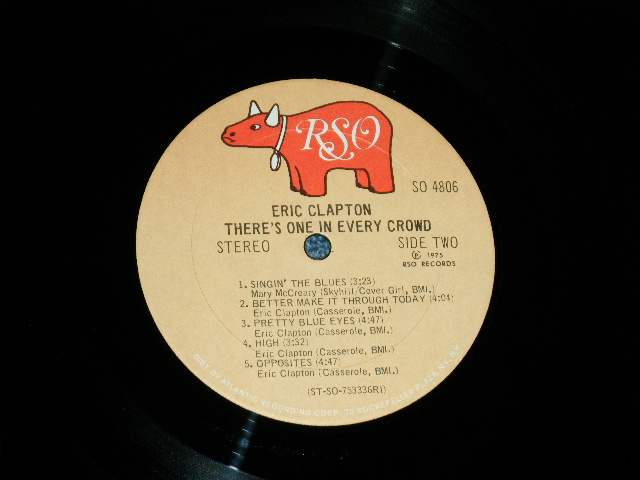 RSO
SO 4806
ERIC CLAPTON
THERE'S ONE IN EVERY CROWD
STEREO
SIDE TWO
℗ 1975
RSO RECORDS
1. SINGIN' THE BLUES (3:23)
Mary McCreary (Skyhill/Cover Girl, BMI.)
2. BETTER MAKE IT THROUGH TODAY (4:04)
Eric Clapton (Casserole, BMI.)
3. PRETTY BLUE EYES (4:47)
Eric Clapton (Casserole, BMI.)
4. HIGH (3:32)
Eric Clapton (Casserole, BMI.)
5. OPPOSITES (4:47)
Eric Clapton (Casserole, BMI.)
(ST-SO-753336RI)
DIST. BY ATLANTIC RECORDING CORP. 75 ROCKEFELLER PLAZA, NY. N.Y.